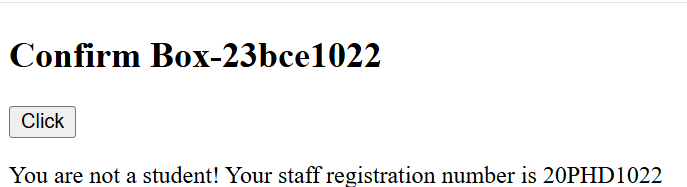 Confirm Box-23bce1022
Click
You are not a student! Your staff registration number is 20PHD1022